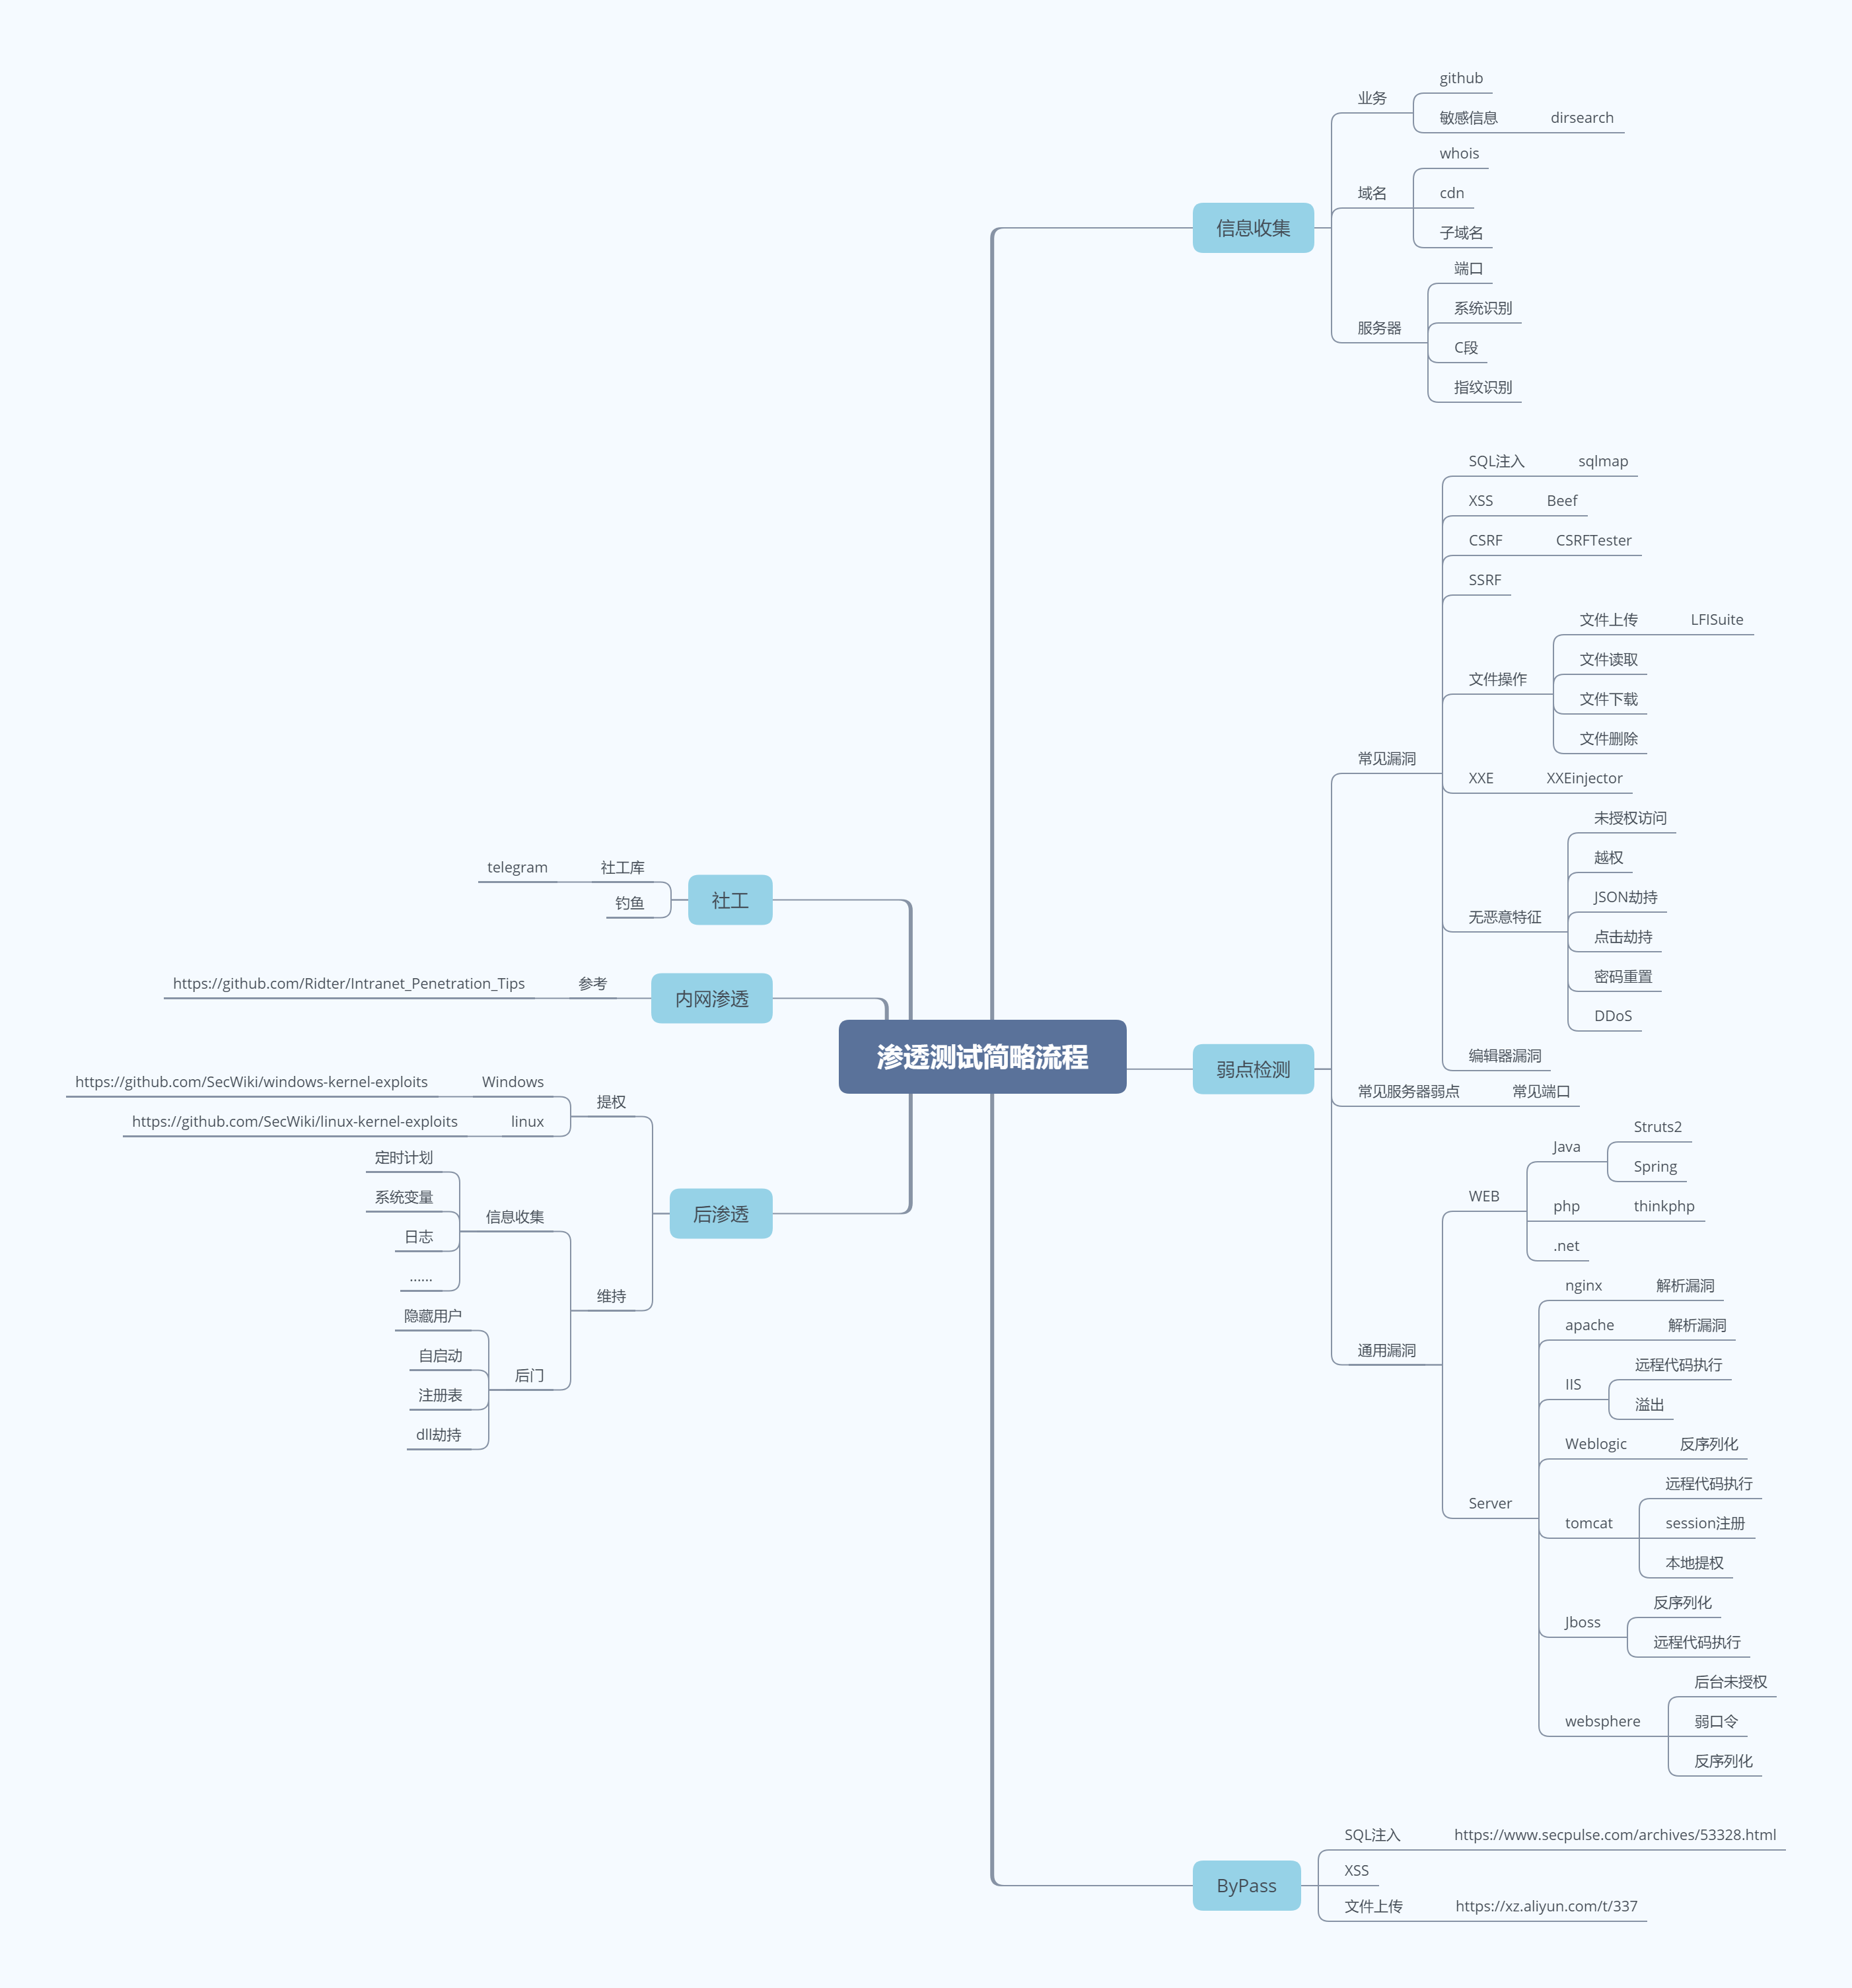 渗透测试简略流程
信息收集
业务
github
敏感信息
dirsearch
域名
whois
cdn
子域名
服务器
端口
系统识别
C段
指纹识别
弱点检测
常见漏洞
SQL注入
sqlmap
XSS
Beef
CSRF
CSRFTester
SSRF
文件操作
文件上传
LFISuite
文件读取
文件下载
文件删除
XXE
XXEinjector
无恶意特征
未授权访问
越权
JSON劫持
点击劫持
密码重置
DDoS
编辑器漏洞
常见服务器弱点
常见端口
通用漏洞
WEB
Java
Struts2
Spring
php
thinkphp
.net
Server
nginx
解析漏洞
apache
解析漏洞
IIS
远程代码执行
溢出
Weblogic
反序列化
tomcat
远程代码执行
session注册
本地提权
Jboss
反序列化
远程代码执行
websphere
后台未授权
弱口令
反序列化
ByPass
SQL注入
https://www.secpulse.com/archives/53328.html
XSS
文件上传
https://xz.aliyun.com/t/337
社工
社工库
telegram
钓鱼
内网渗透
参考
https://github.com/Ridter/Intranet_Penetration_Tips
后渗透
提权
Windows
https://github.com/SecWiki/windows-kernel-exploits
linux
https://github.com/SecWiki/linux-kernel-exploits
维持
信息收集
定时计划
系统变量
日志
……
后门
隐藏用户
自启动
注册表
dll劫持